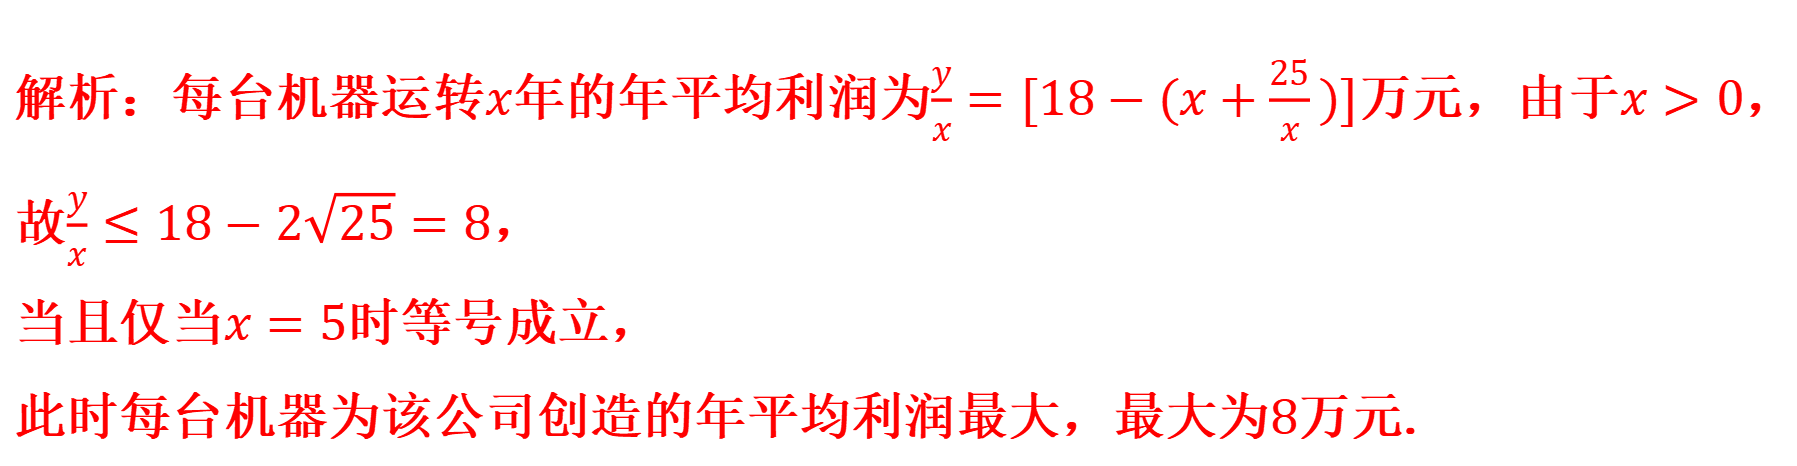 解析：每台机器运转x年的年平均利润为y/x = [18 − (x + 25/x)]万元，由于x > 0，
故y/x ≤ 18 − 2√25 = 8，
当且仅当x = 5时等号成立，
此时每台机器为该公司创造的年平均利润最大，最大为8万元.